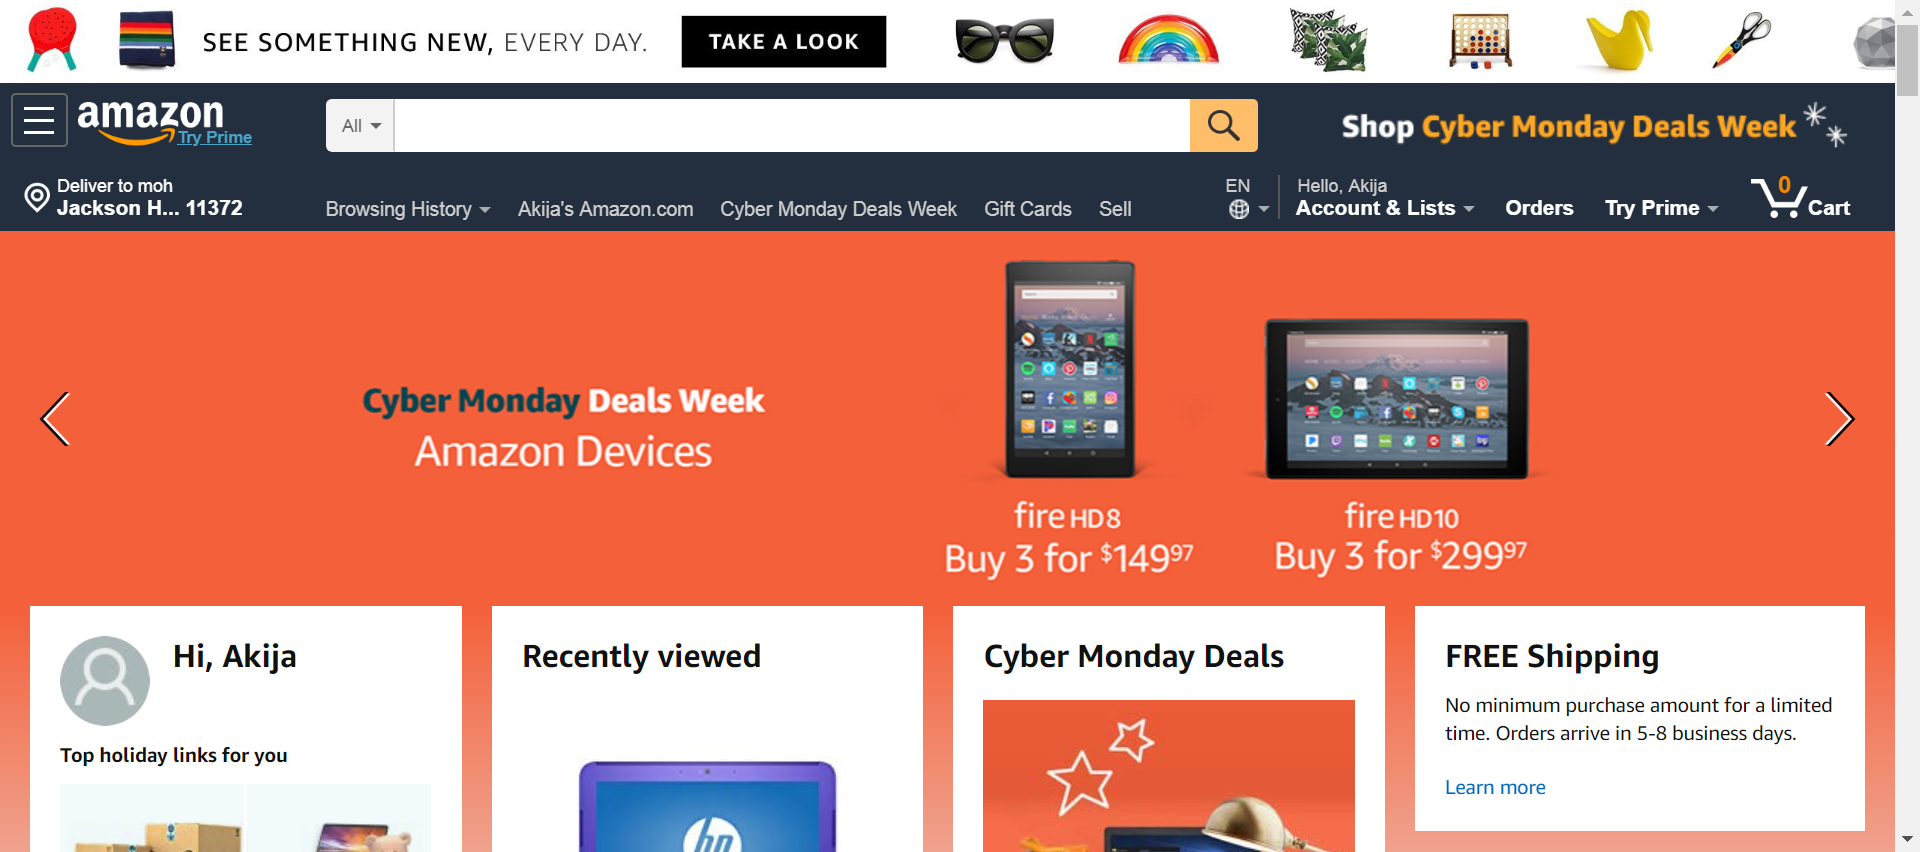 SEE SOMETHING NEW, EVERY DAY.
TAKE A LOOK
amazon
Try Prime
All
Shop Cyber Monday Deals Week
Deliver to moh
Jackson H... 11372
Browsing History
Akija's Amazon.com
Cyber Monday Deals Week
Gift Cards
Sell
EN
Hello, Akija
Account & Lists
Orders
Try Prime
0
Cart
Cyber Monday Deals Week
Amazon Devices
fire HD8
Buy 3 for $149 97
fire HD10
Buy 3 for $299 97
Hi, Akija
Top holiday links for you
Recently viewed
hp
Cyber Monday Deals
FREE Shipping
No minimum purchase amount for a limited
time. Orders arrive in 5-8 business days.
Learn more